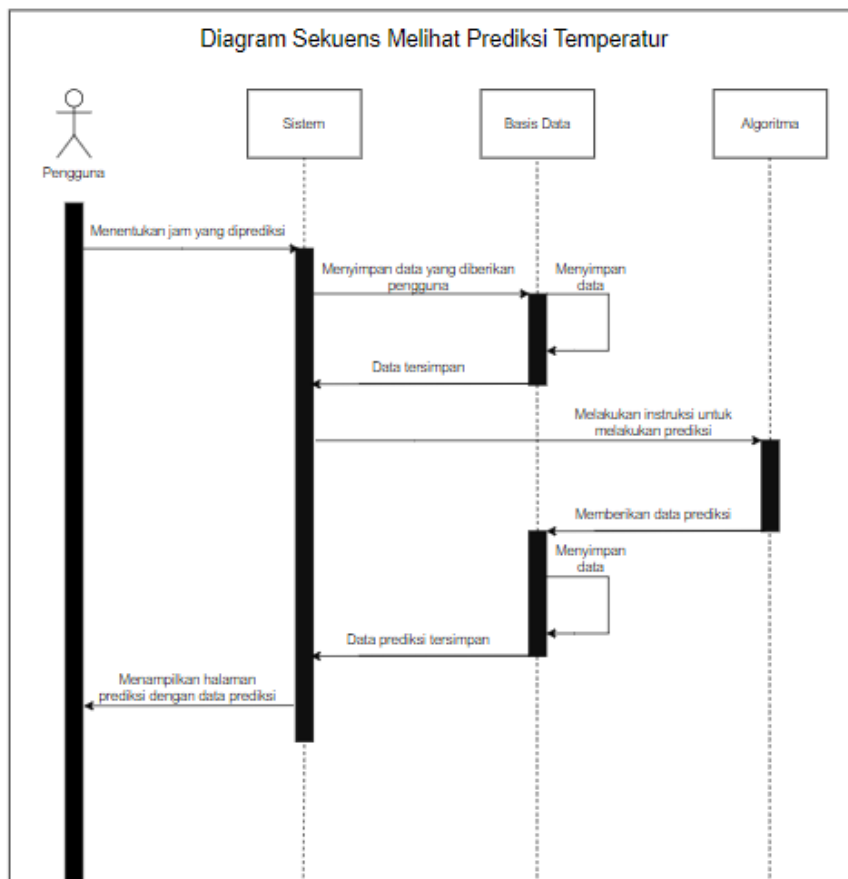 Diagram Sekuens Melihat Prediksi Temperatur
Pengguna
Sistem
Basis Data
Algoritma
Menentukan jam yang diprediksi
Menyimpan data yang diberikan
pengguna
Menyimpan
data
Data tersimpan
Melakukan instruksi untuk
melakukan prediksi
Memberikan data prediksi
Menyimpan
data
Data prediksi tersimpan
Menampilkan halaman
prediksi dengan data prediksi